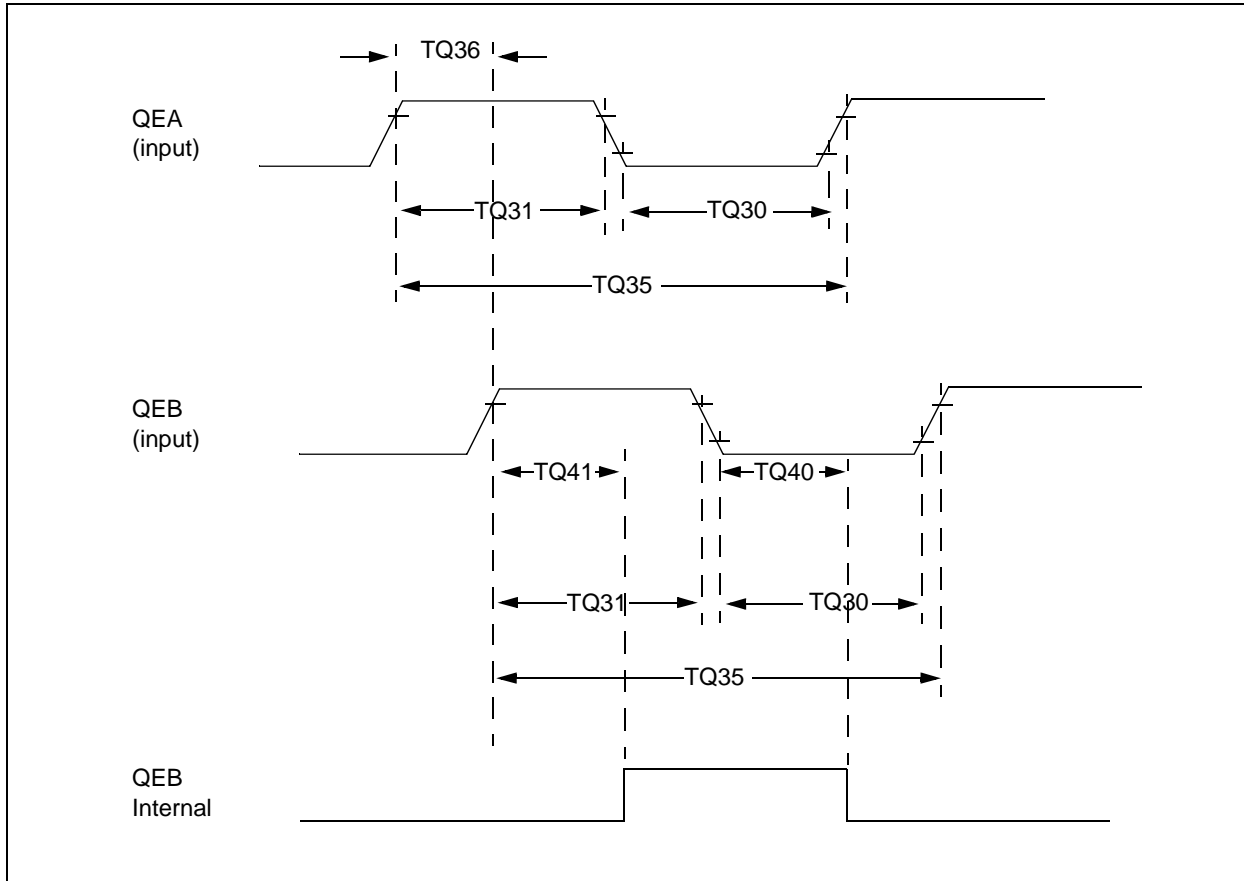 TQ36
QEA
(input)
TQ31
TQ30
TQ35
QEB
(input)
TQ41
TQ40
TQ31
TQ30
TQ35
QEB
Internal